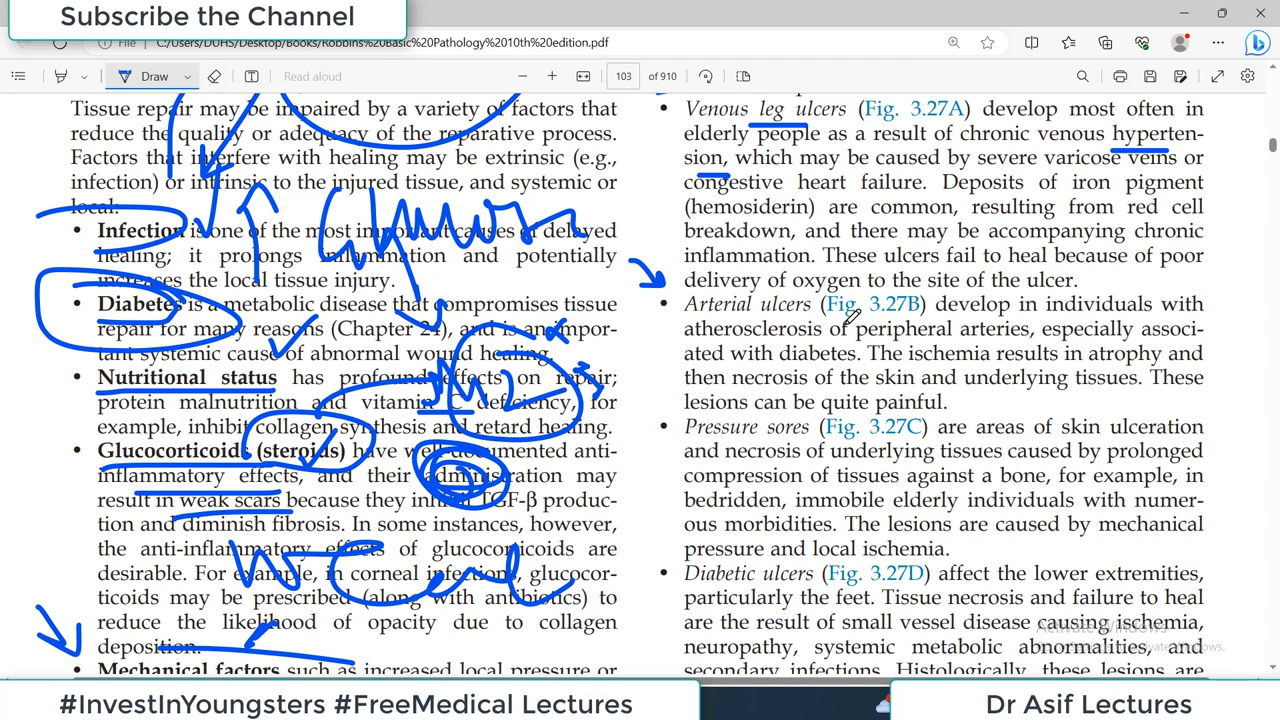 Subscribe the Channel
File C:/Users/DUHS/Desktop/Books/Robbins%20Basic%20Pathology%2010th%20edition.pdf
Draw Read aloud 103 of 910
Tissue repair may be impaired by a variety of factors that
reduce the quality or adequacy of the reparative process.
Factors that interfere with healing may be extrinsic (e.g.,
infection) or intrinsic to the injured tissue, and systemic or
local:
• Infection is one of the most important causes of delayed
healing; it prolongs inflammation and potentially
increases the local tissue injury.
• Diabetes is a metabolic disease that compromises tissue
repair for many reasons (Chapter 24), and is an impor-
tant systemic cause of abnormal wound healing.
• Nutritional status has profound effects on repair;
protein malnutrition and vitamin C deficiency, for
example, inhibit collagen synthesis and retard healing.
• Glucocorticoids (steroids) have well-documented anti-
inflammatory effects, and their administration may
result in weak scars because they inhibit TGF-β produc-
tion and diminish fibrosis. In some instances, however,
the anti-inflammatory effects of glucocorticoids are
desirable. For example, in corneal infections, glucocor-
ticoids may be prescribed (along with antibiotics) to
reduce the likelihood of opacity due to collagen
deposition.
• Mechanical factors such as increased local pressure or
• Venous leg ulcers (Fig. 3.27A) develop most often in
elderly people as a result of chronic venous hyperten-
sion, which may be caused by severe varicose veins or
congestive heart failure. Deposits of iron pigment
(hemosiderin) are common, resulting from red cell
breakdown, and there may be accompanying chronic
inflammation. These ulcers fail to heal because of poor
delivery of oxygen to the site of the ulcer.
• Arterial ulcers (Fig. 3.27B) develop in individuals with
atherosclerosis of peripheral arteries, especially associ-
ated with diabetes. The ischemia results in atrophy and
then necrosis of the skin and underlying tissues. These
lesions can be quite painful.
• Pressure sores (Fig. 3.27C) are areas of skin ulceration
and necrosis of underlying tissues caused by prolonged
compression of tissues against a bone, for example, in
bedridden, immobile elderly individuals with numer-
ous morbidities. The lesions are caused by mechanical
pressure and local ischemia.
• Diabetic ulcers (Fig. 3.27D) affect the lower extremities,
particularly the feet. Tissue necrosis and failure to heal
are the result of small vessel disease causing ischemia,
neuropathy, systemic metabolic abnormalities, and
secondary infections. Histologically, these lesions are
Activate Windows
#InvestInYoungsters #FreeMedical Lectures
Dr Asif Lectures